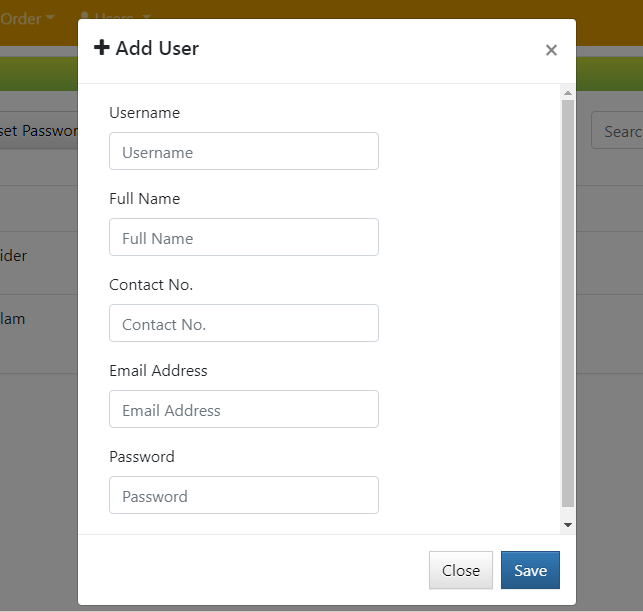 Order
Users
Add User
×
set Passwor
Searc
Username
Username
Full Name
Full Name
ider
Contact No.
Contact No.
lam
Email Address
Email Address
Password
Password
Close
Save